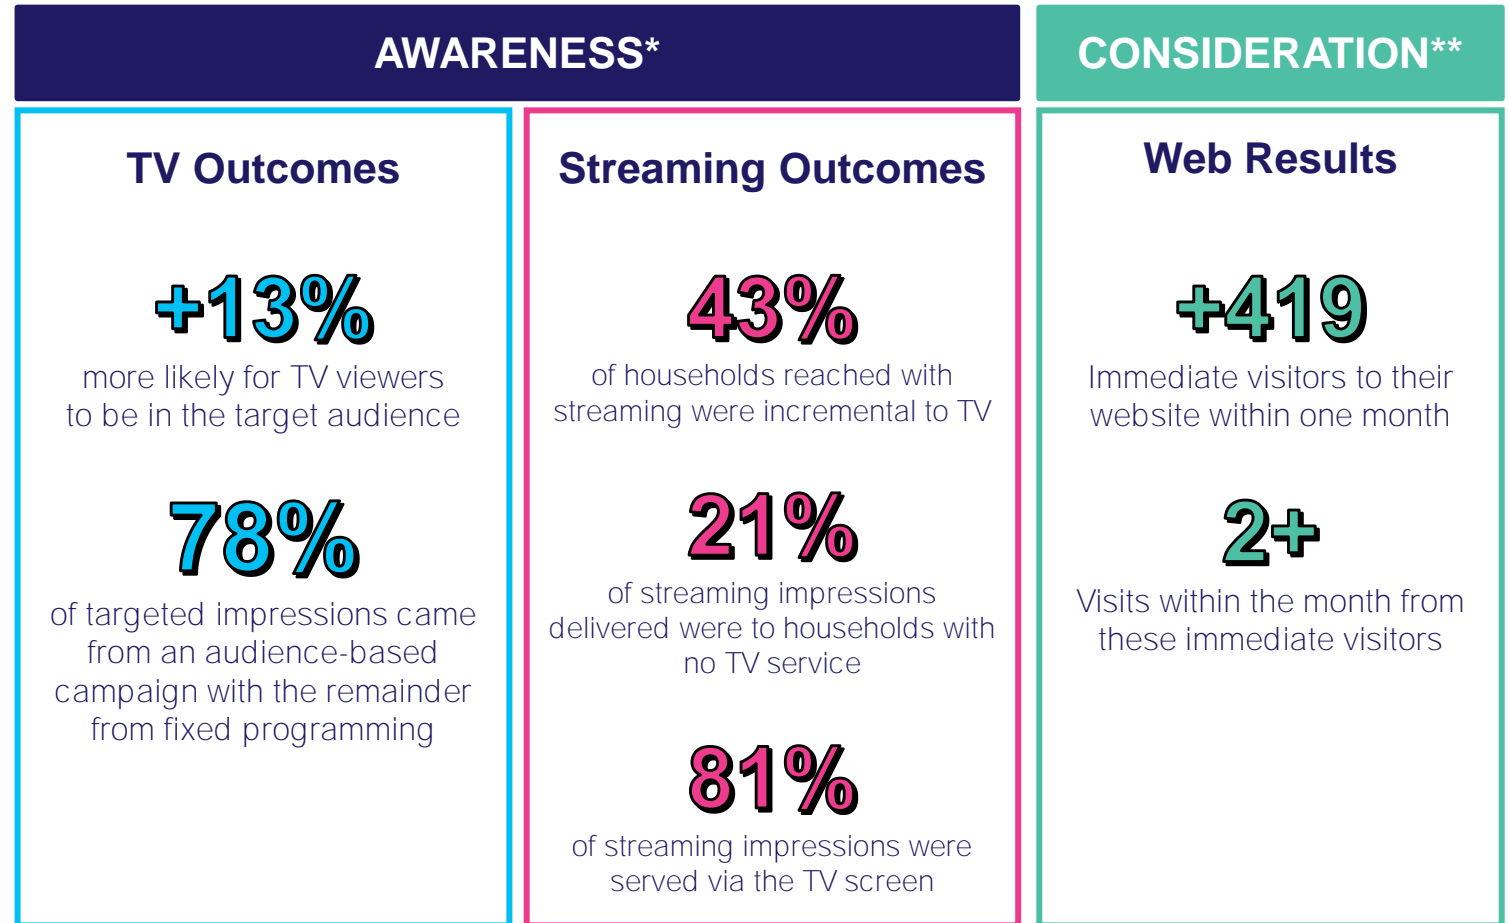 AWARENESS*
TV Outcomes
+13%
more likely for TV viewers
to be in the target audience
78%
of targeted impressions came
from an audience-based
campaign with the remainder
from fixed programming
Streaming Outcomes
43%
of households reached with
streaming were incremental to TV
21%
of streaming impressions
delivered were to households with
no TV service
81%
of streaming impressions were
served via the TV screen
CONSIDERATION**
Web Results
+419
Immediate visitors to their
website within one month
2+
Visits within the month from
these immediate visitors